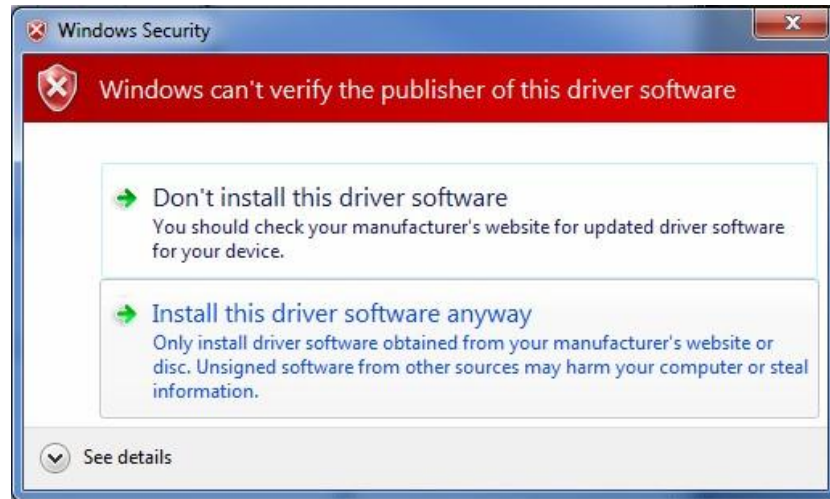 Windows Security
Windows can't verify the publisher of this driver software
Don't install this driver software
You should check your manufacturer's website for updated driver software
for your device.
Install this driver software anyway
Only install driver software obtained from your manufacturer's website or
disc. Unsigned software from other sources may harm your computer or steal
information.
See details